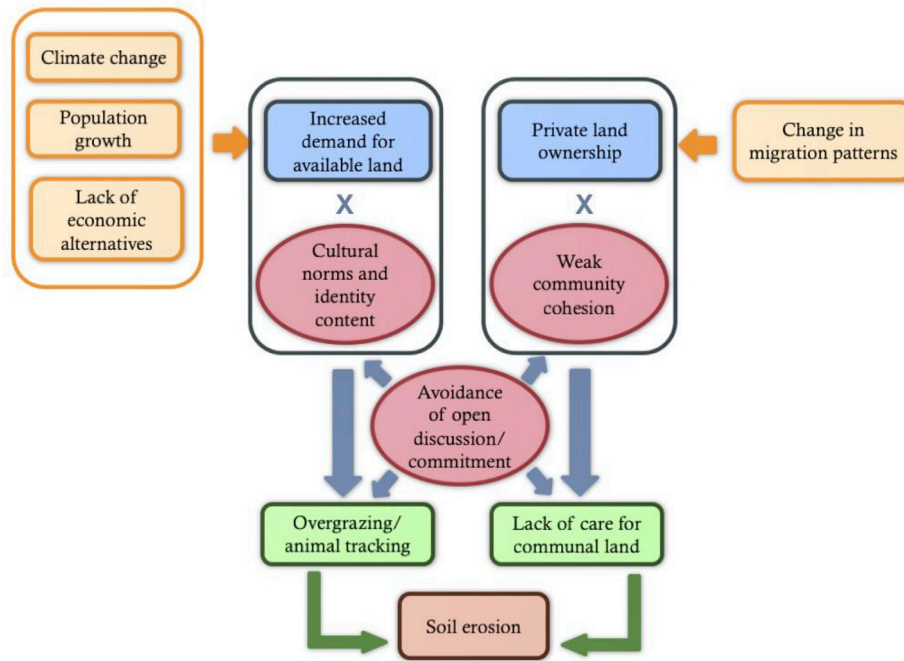 Climate change
Population
growth
Lack of
economic
alternatives
Increased
demand for
available land
X
Cultural
norms and
identity
content
Private land
ownership
X
Weak
community
cohesion
Change in
migration patterns
Avoidance
of open
discussion/
commitment
Overgrazing/
animal tracking
Lack of care for
communal land
Soil erosion